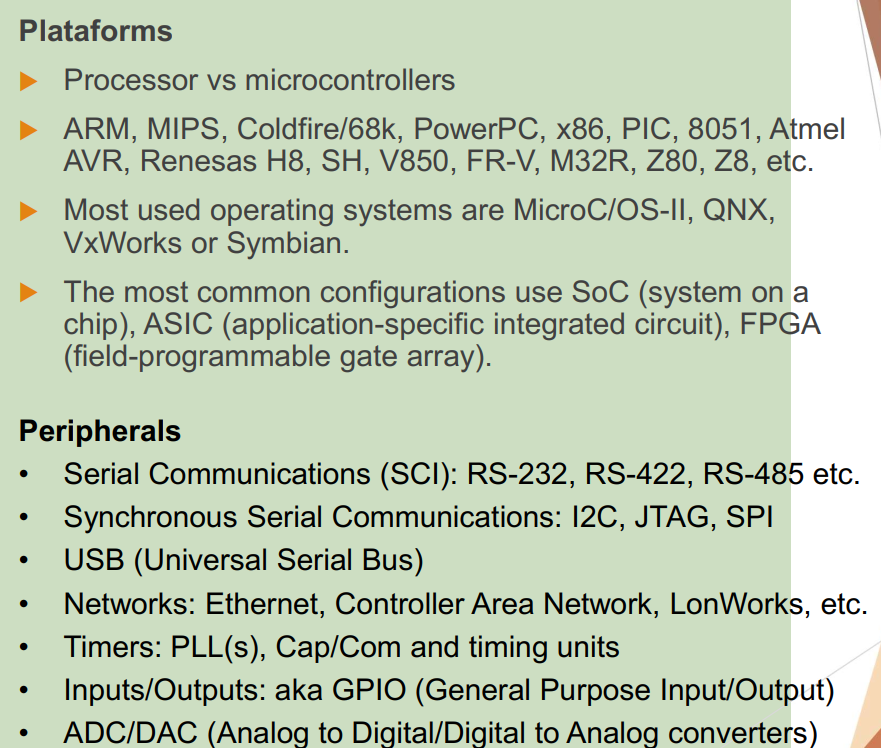 Plataforms
Processor vs microcontrollers
ARM, MIPS, Coldfire/68k, PowerPC, x86, PIC, 8051, Atmel
AVR, Renesas H8, SH, V850, FR-V, M32R, Z80, Z8, etc.
Most used operating systems are MicroC/OS-II, QNX,
VxWorks or Symbian.
The most common configurations use SoC (system on a
chip), ASIC (application-specific integrated circuit), FPGA
(field-programmable gate array).
Peripherals
• Serial Communications (SCI): RS-232, RS-422, RS-485 etc.
• Synchronous Serial Communications: I2C, JTAG, SPI
• USB (Universal Serial Bus)
• Networks: Ethernet, Controller Area Network, LonWorks, etc.
• Timers: PLL(s), Cap/Com and timing units
• Inputs/Outputs: aka GPIO (General Purpose Input/Output)
• ADC/DAC (Analog to Digital/Digital to Analog converters)